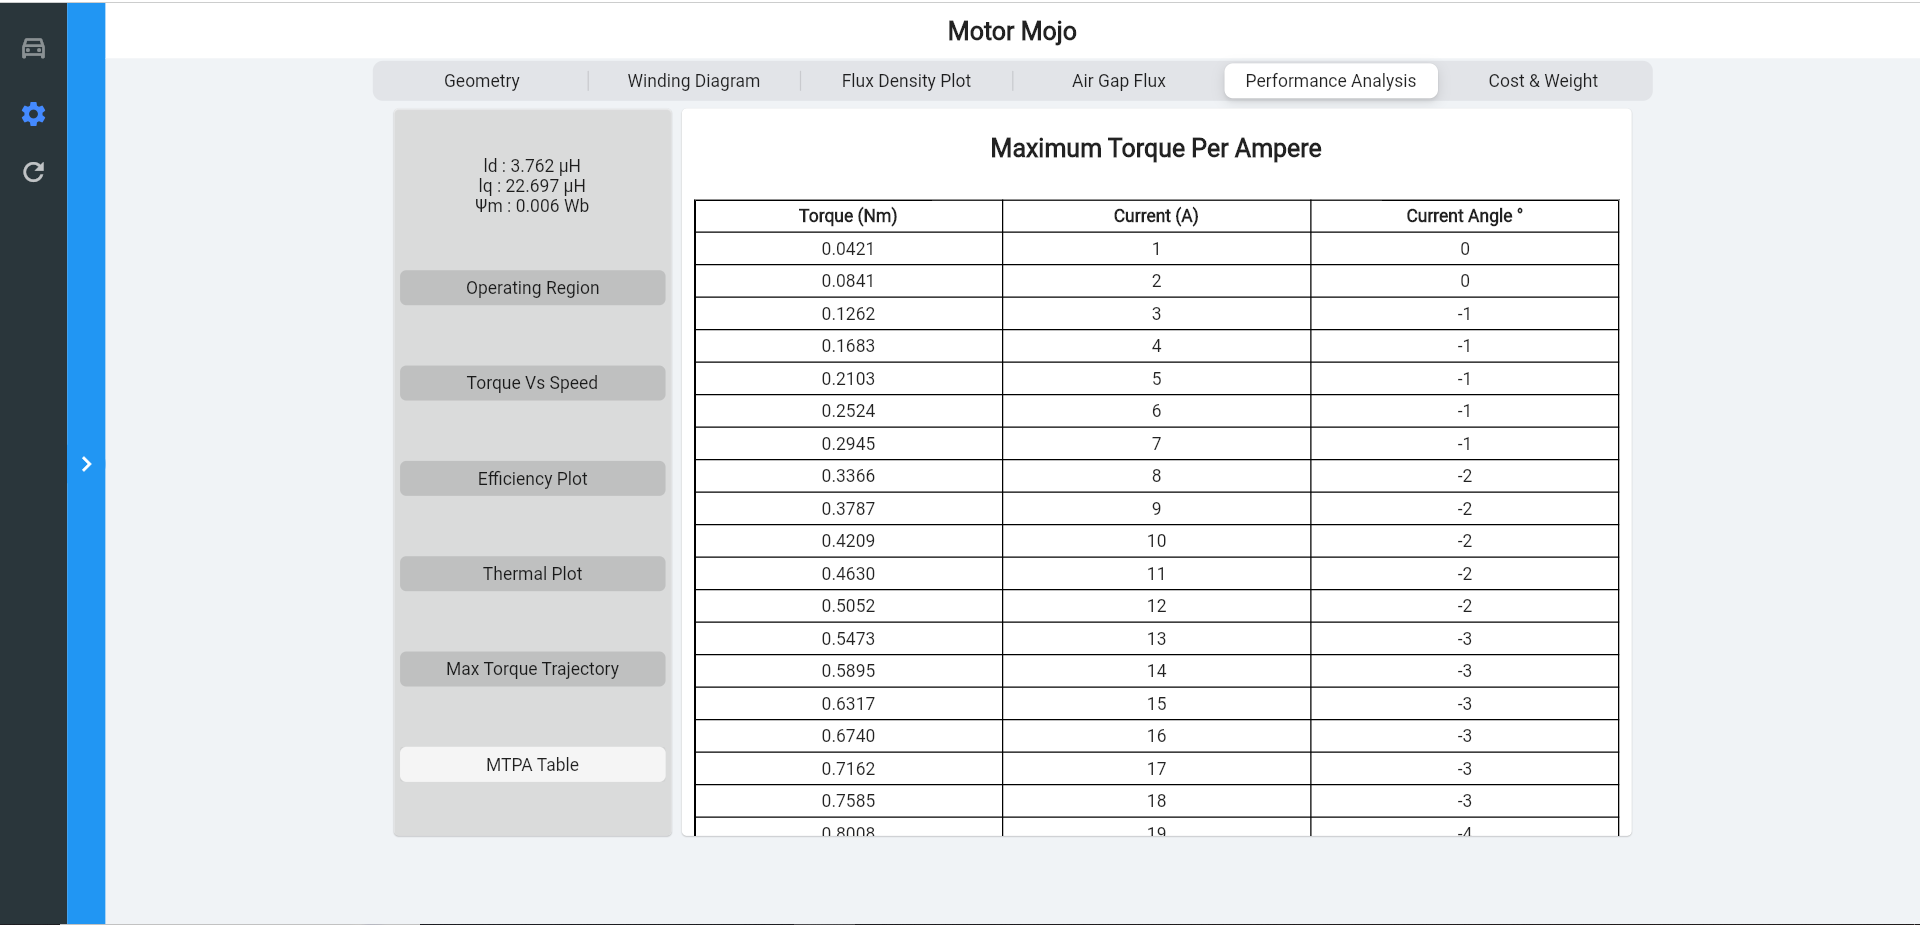 Motor Mojo
Geometry Winding Diagram Flux Density Plot Air Gap Flux Performance Analysis Cost & Weight
ld : 3.762 µH
lq : 22.697 µH
Ψm : 0.006 Wb
Operating Region
Torque Vs Speed
Efficiency Plot
Thermal Plot
Max Torque Trajectory
MTPA Table
Maximum Torque Per Ampere
Torque (Nm) Current (A) Current Angle °
0.0421 1 0
0.0841 2 0
0.1262 3 -1
0.1683 4 -1
0.2103 5 -1
0.2524 6 -1
0.2945 7 -1
0.3366 8 -2
0.3787 9 -2
0.4209 10 -2
0.4630 11 -2
0.5052 12 -2
0.5473 13 -3
0.5895 14 -3
0.6317 15 -3
0.6740 16 -3
0.7162 17 -3
0.7585 18 -3
0.8008 19 -4